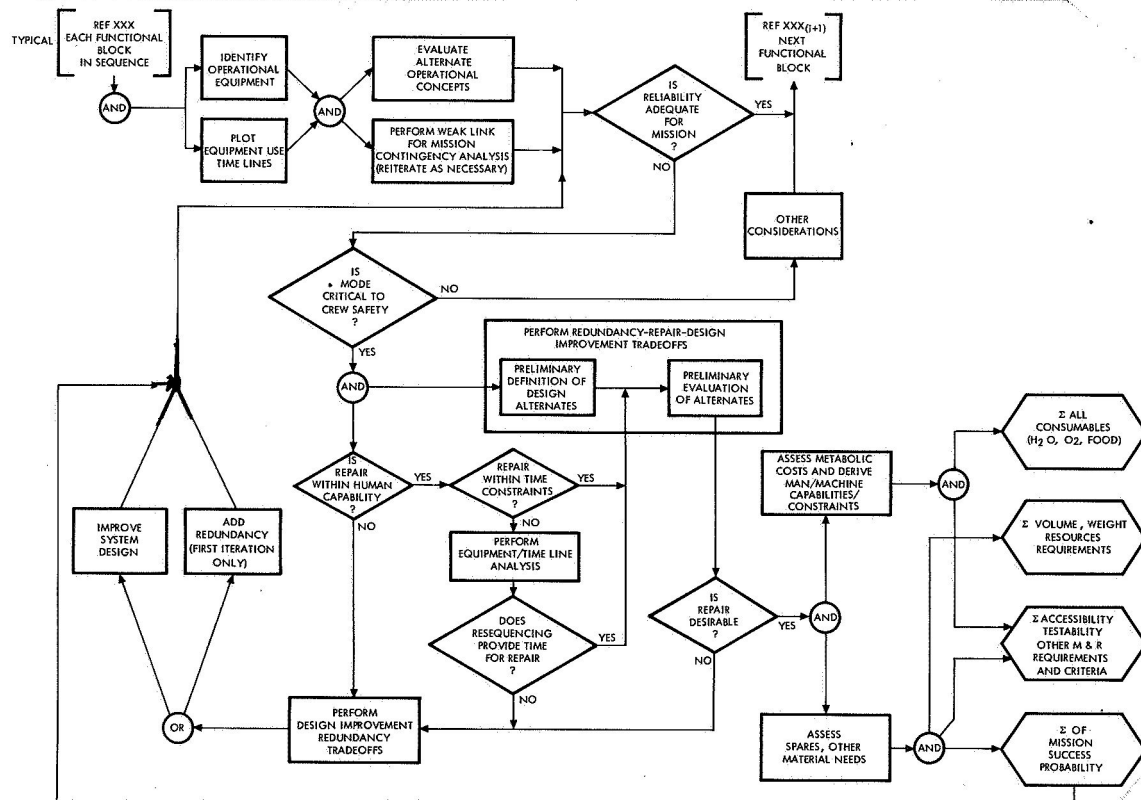 TYPICAL
REF XXX
EACH FUNCTIONAL
BLOCK
IN SEQUENCE
AND
IDENTIFY
OPERATIONAL
EQUIPMENT
PLOT
EQUIPMENT USE
TIME LINES
AND
EVALUATE
ALTERNATE
OPERATIONAL
CONCEPTS
PERFORM WEAK LINK
FOR MISSION
CONTINGENCY ANALYSIS
(REITERATE AS NECESSARY)
IS
RELIABILITY
ADEQUATE
FOR
MISSION
?
YES
NO
REF XXX(i+1)
NEXT
FUNCTIONAL
BLOCK
OTHER
CONSIDERATIONS
IS
MODE
CRITICAL TO
CREW SAFETY
?
NO
YES
AND
PERFORM REDUNDANCY-REPAIR-DESIGN
IMPROVEMENT TRADEOFFS
PRELIMINARY
DEFINITION OF
DESIGN
ALTERNATES
PRELIMINARY
EVALUATION
OF ALTERNATES
IS
REPAIR
WITHIN HUMAN
CAPABILITY
?
YES
NO
REPAIR
WITHIN TIME
CONSTRAINTS
?
YES
NO
PERFORM
EQUIPMENT/TIME LINE
ANALYSIS
DOES
RESEQUENCING
PROVIDE TIME
FOR REPAIR
?
YES
NO
IMPROVE
SYSTEM
DESIGN
ADD
REDUNDANCY
(FIRST ITERATION
ONLY)
OR
PERFORM
DESIGN IMPROVEMENT
REDUNDANCY
TRADEOFFS
IS
REPAIR
DESIRABLE
?
YES
NO
AND
ASSESS METABOLIC
COSTS AND DERIVE
MAN/MACHINE
CAPABILITIES/
CONSTRAINTS
AND
ASSESS
SPARES, OTHER
MATERIAL NEEDS
AND
Σ ALL
CONSUMABLES
(H2O, O2, FOOD)
Σ VOLUME, WEIGHT
RESOURCES
REQUIREMENTS
Σ ACCESSIBILITY
TESTABILITY
OTHER M & R
REQUIREMENTS
AND CRITERIA
Σ OF
MISSION
SUCCESS
PROBABILITY